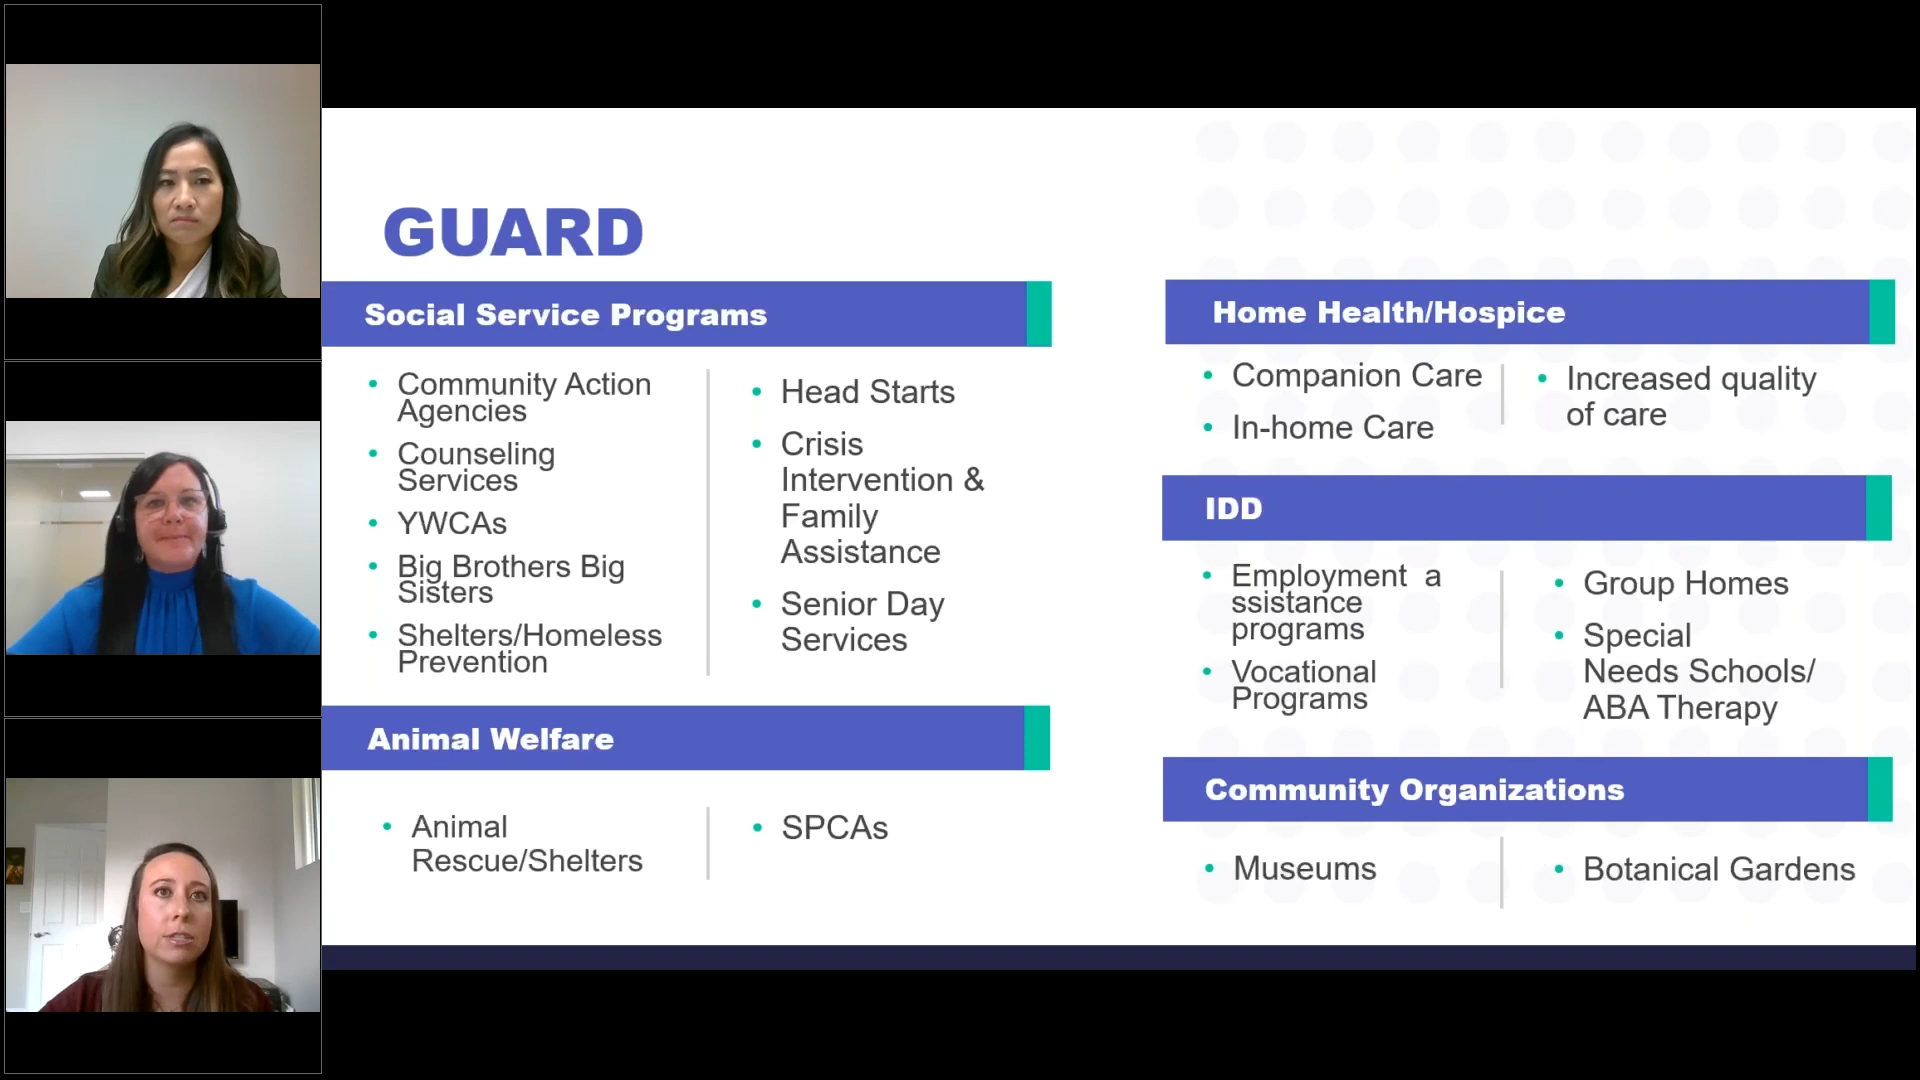 GUARD
Social Service Programs
• Community Action
Agencies
• Counseling
Services
• YWCAs
• Big Brothers Big
Sisters
• Shelters/Homeless
Prevention
• Head Starts
• Crisis
Intervention &
Family
Assistance
• Senior Day
Services
Animal Welfare
• Animal
Rescue/Shelters
• SPCAs
Home Health/Hospice
• Companion Care
• In-home Care
• Increased quality
of care
IDD
• Employment a
ssistance
programs
• Vocational
Programs
• Group Homes
• Special
Needs Schools/
ABA Therapy
Community Organizations
• Museums
• Botanical Gardens